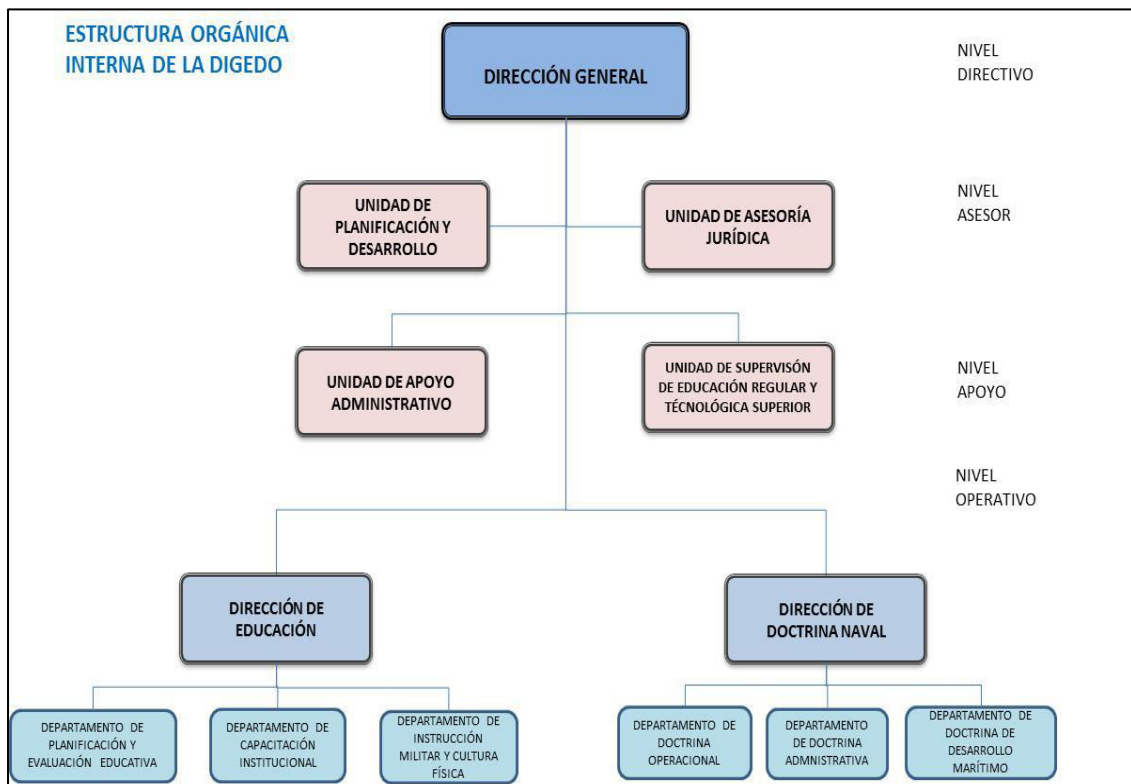 ESTRUCTURA ORGÁNICA
INTERNA DE LA DIGEDO
DIRECCIÓN GENERAL
NIVEL
DIRECTIVO
UNIDAD DE
PLANIFICACIÓN Y
DESARROLLO
UNIDAD DE ASESORÍA
JURÍDICA
NIVEL
ASESOR
UNIDAD DE APOYO
ADMINISTRATIVO
UNIDAD DE SUPERVISÓN
DE EDUCACIÓN REGULAR Y
TÉCNOLÓGICA SUPERIOR
NIVEL
APOYO
NIVEL
OPERATIVO
DIRECCIÓN DE
EDUCACIÓN
DIRECCIÓN DE
DOCTRINA NAVAL
DEPARTAMENTO DE
PLANIFICACIÓN Y
EVALUACIÓN EDUCATIVA
DEPARTAMENTO DE
CAPACITACIÓN
INSTITUCIONAL
DEPARTAMENTO DE
INSTRUCCIÓN
MILITAR Y CULTURA
FÍSICA
DEPARTAMENTO DE
DOCTRINA
OPERACIONAL
DEPARTAMENTO
DE DOCTRINA
ADMNISTRATIVA
DEPARTAMENTO DE
DOCTRINA DE
DESARROLLO
MARÍTIMO